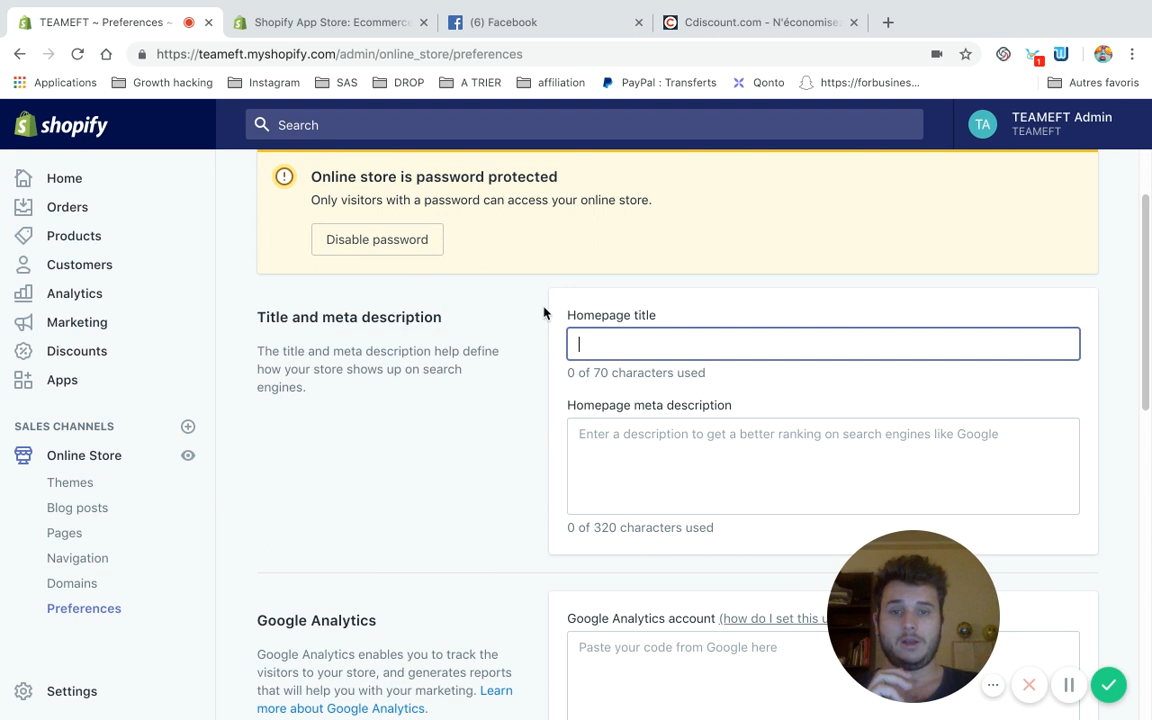 TEAMEFT ~ Preferences ~
Shopify App Store: Ecommerce
(6) Facebook
Cdiscount.com - N'économise
https://teameft.myshopify.com/admin/online_store/preferences
Applications
Growth hacking
Instagram
SAS
DROP
A TRIER
affiliation
PayPal : Transferts
Qonto
https://forbusines...
Autres favoris
shopify
Search
TA
TEAMEFT Admin
TEAMEFT
Home
Orders
Products
Customers
Analytics
Marketing
Discounts
Apps
SALES CHANNELS
Online Store
Themes
Blog posts
Pages
Navigation
Domains
Preferences
Settings
Online store is password protected
Only visitors with a password can access your online store.
Disable password
Title and meta description
The title and meta description help define
how your store shows up on search
engines.
Homepage title
0 of 70 characters used
Homepage meta description
Enter a description to get a better ranking on search engines like Google
0 of 320 characters used
Google Analytics
Google Analytics enables you to track the
visitors to your store, and generates reports
that will help you with your marketing. Learn
more about Google Analytics.
Google Analytics account (how do I set this u
Paste your code from Google here
1